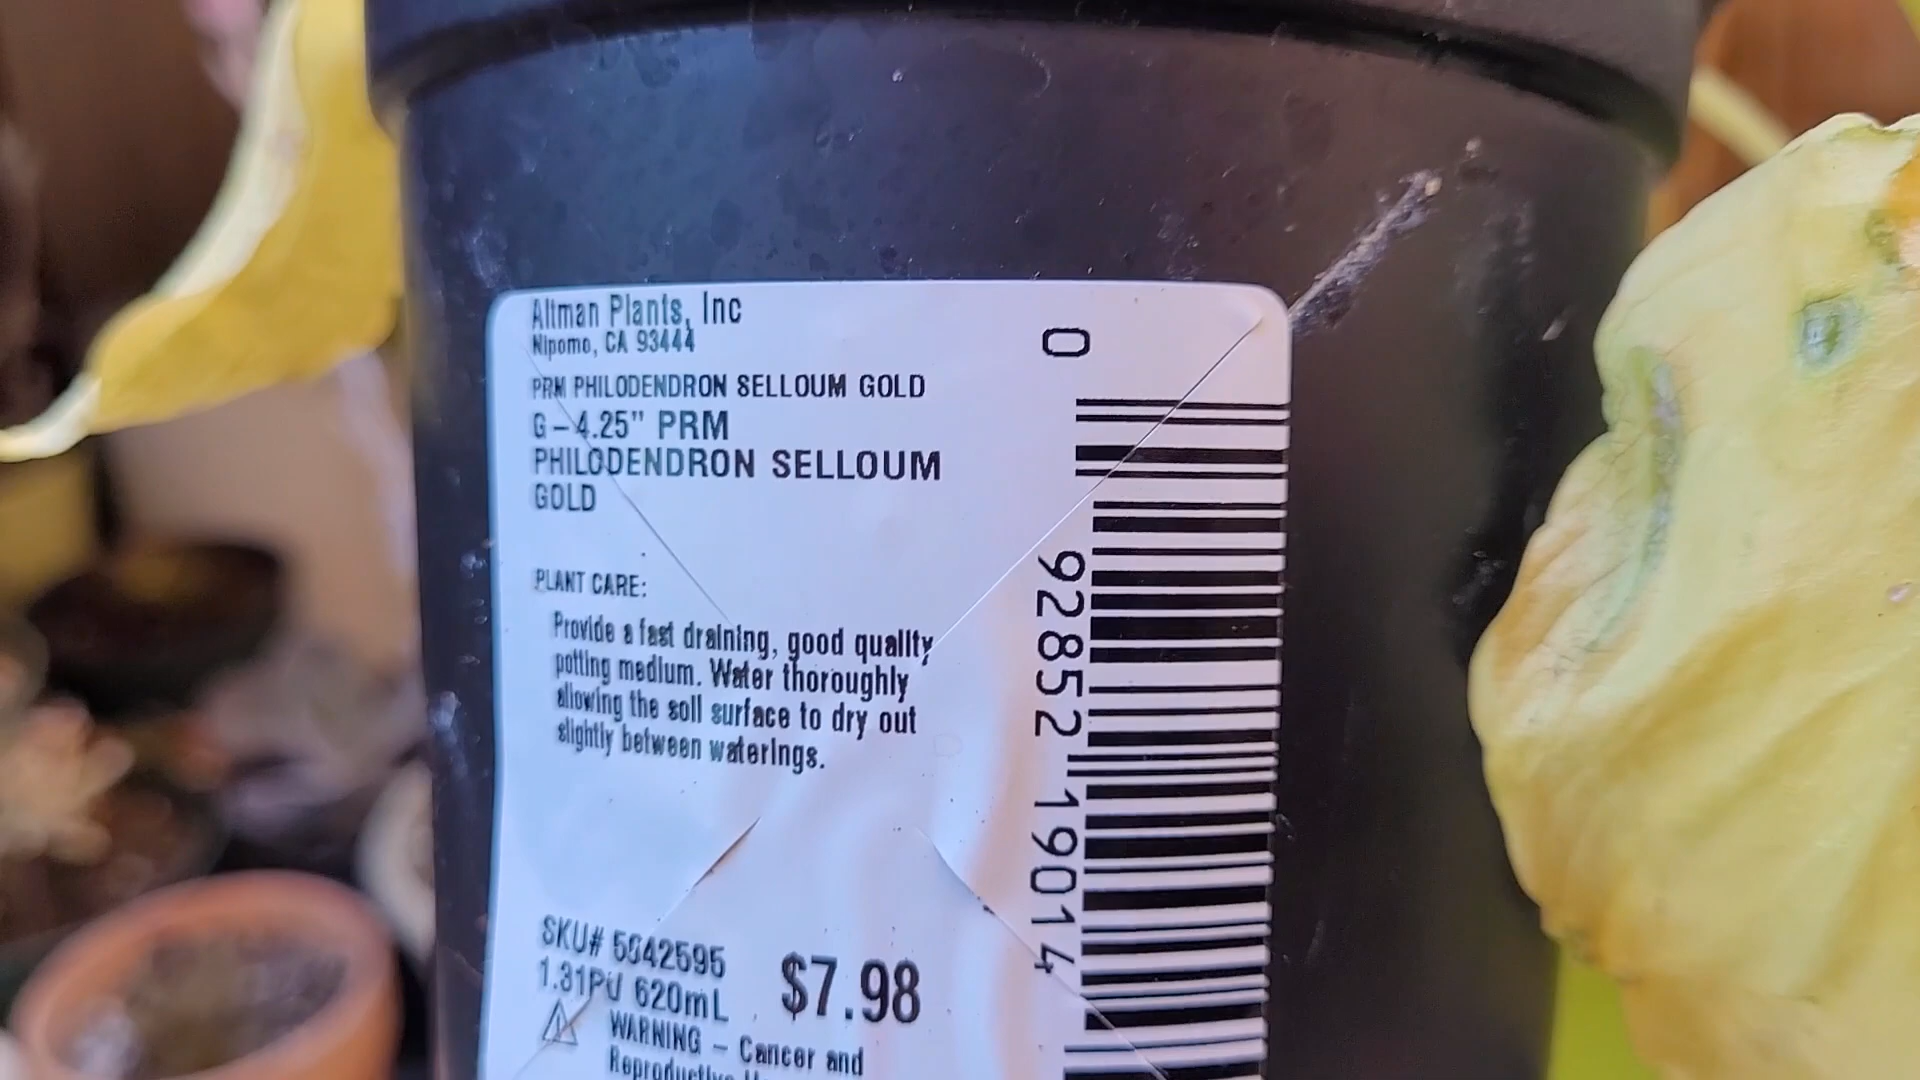 Altman Plants, Inc
Nipomo, CA 93444
PRM PHILODENDRON SELLOUM GOLD
G – 4.25" PRM
PHILODENDRON SELLOUM
GOLD
PLANT CARE:
Provide a fast draining, good quality
potting medium. Water thoroughly
allowing the soil surface to dry out
slightly between waterings.
SKU# 5642595
1.31PU 620mL
$7.98
WARNING – Cancer and
Reproductive
0 92852 19014